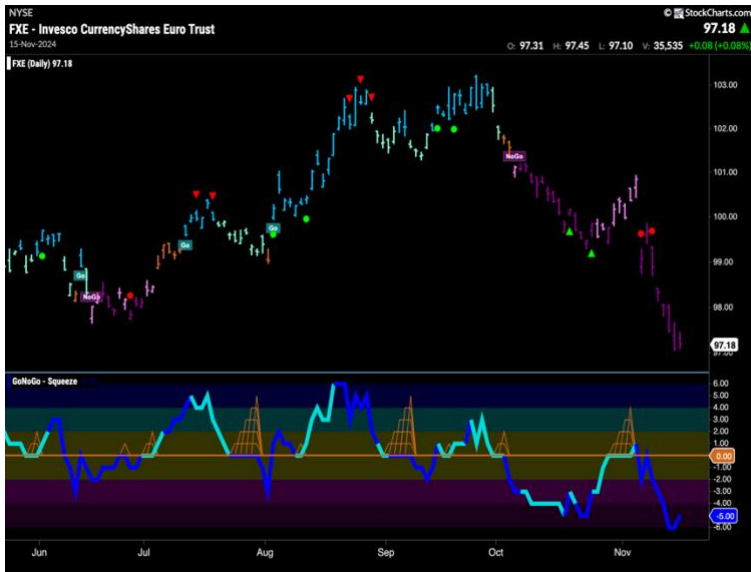 NYSE
© StockCharts.com
FXE - Invesco CurrencyShares Euro Trust
97.18
15-Nov-2024
O: 97.31 H: 97.45 L: 97.10 V: 35,535 +0.08 (+0.08%)
FXE (Daily) 97.18
103.00
102.00
NoGo
101.00
Go
100.00
Go
99.00
Go
NoGo
98.00
97.18
97.00
GoNoGo - Squeeze
6.00
5.00
4.00
3.00
2.00
1.00
0.00
-1.00
-2.00
-3.00
-4.00
-5.00
-6.00
Jun Jul Aug Sep Oct Nov